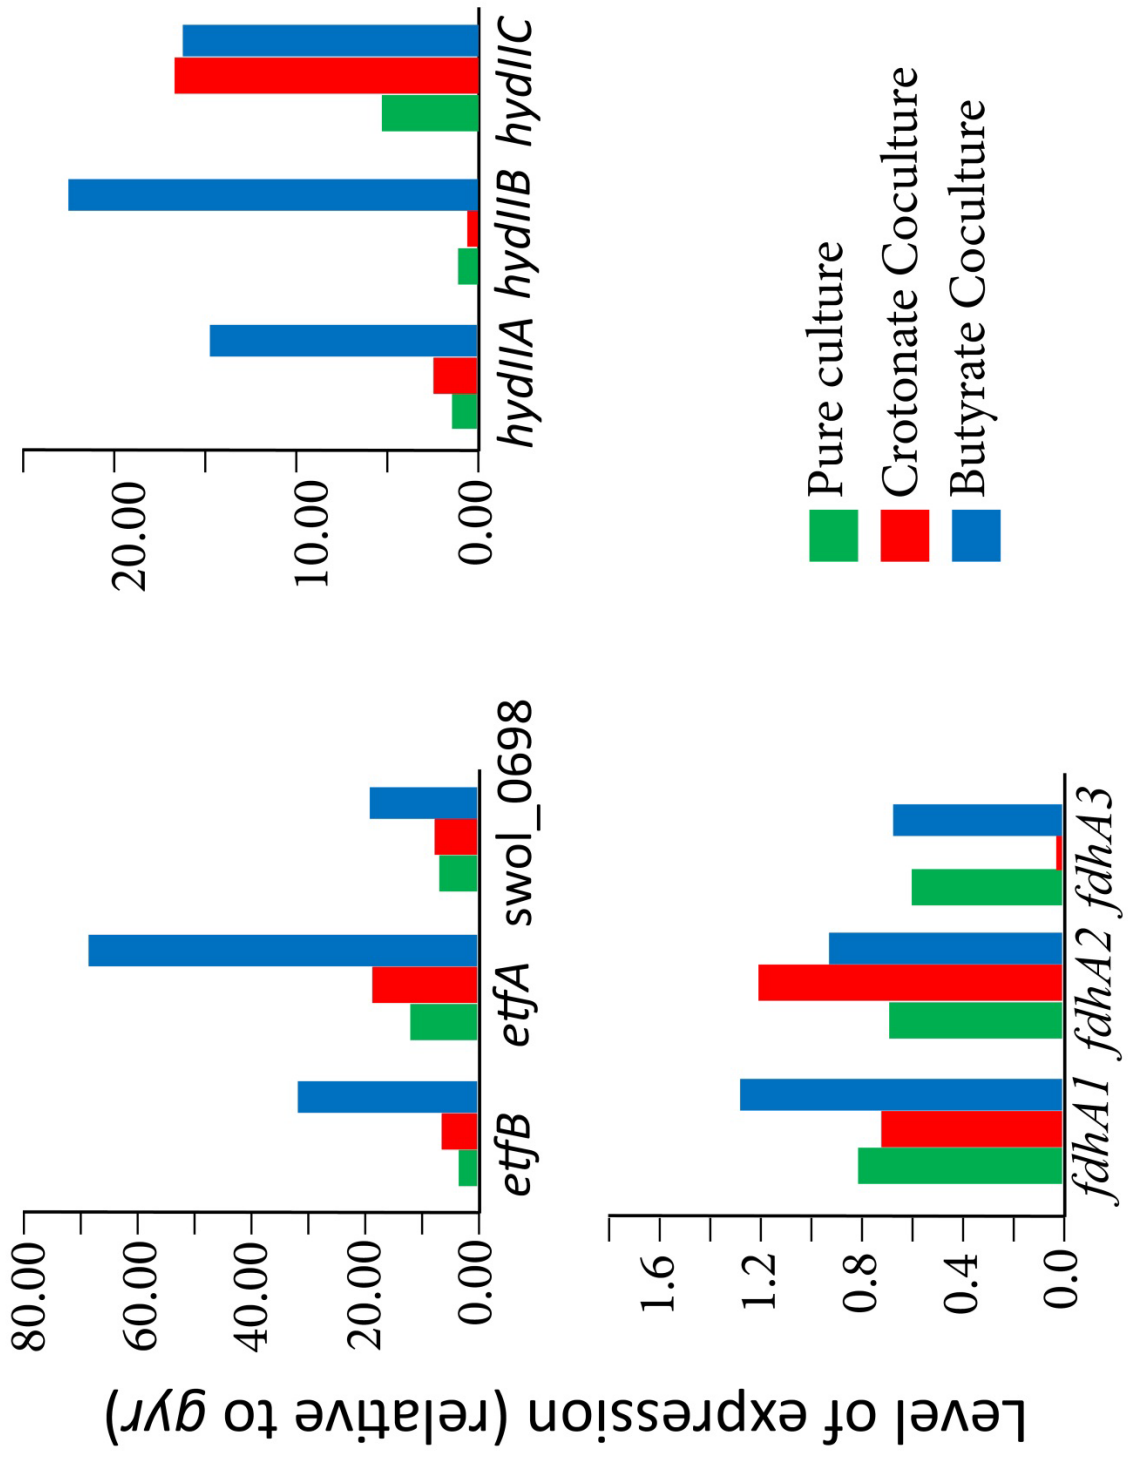 Level of expression (relative to gyr)
80.00
60.00
40.00
20.00
0.00
etfB etfA swol_0698
20.00
10.00
0.00
hydIIA hydIIB hydIIC
1.6
1.2
0.8
0.4
0.0
fdhA1 fdhA2 fdhA3
Pure culture
Crotonate Coculture
Butyrate Coculture